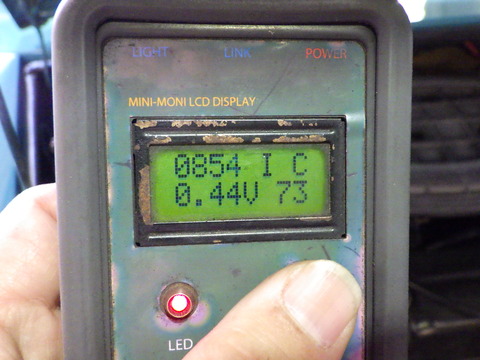 LIGHT LINK POWER
MINI-MONI LCD DISPLAY
0854 I C
0.44V 73
LED